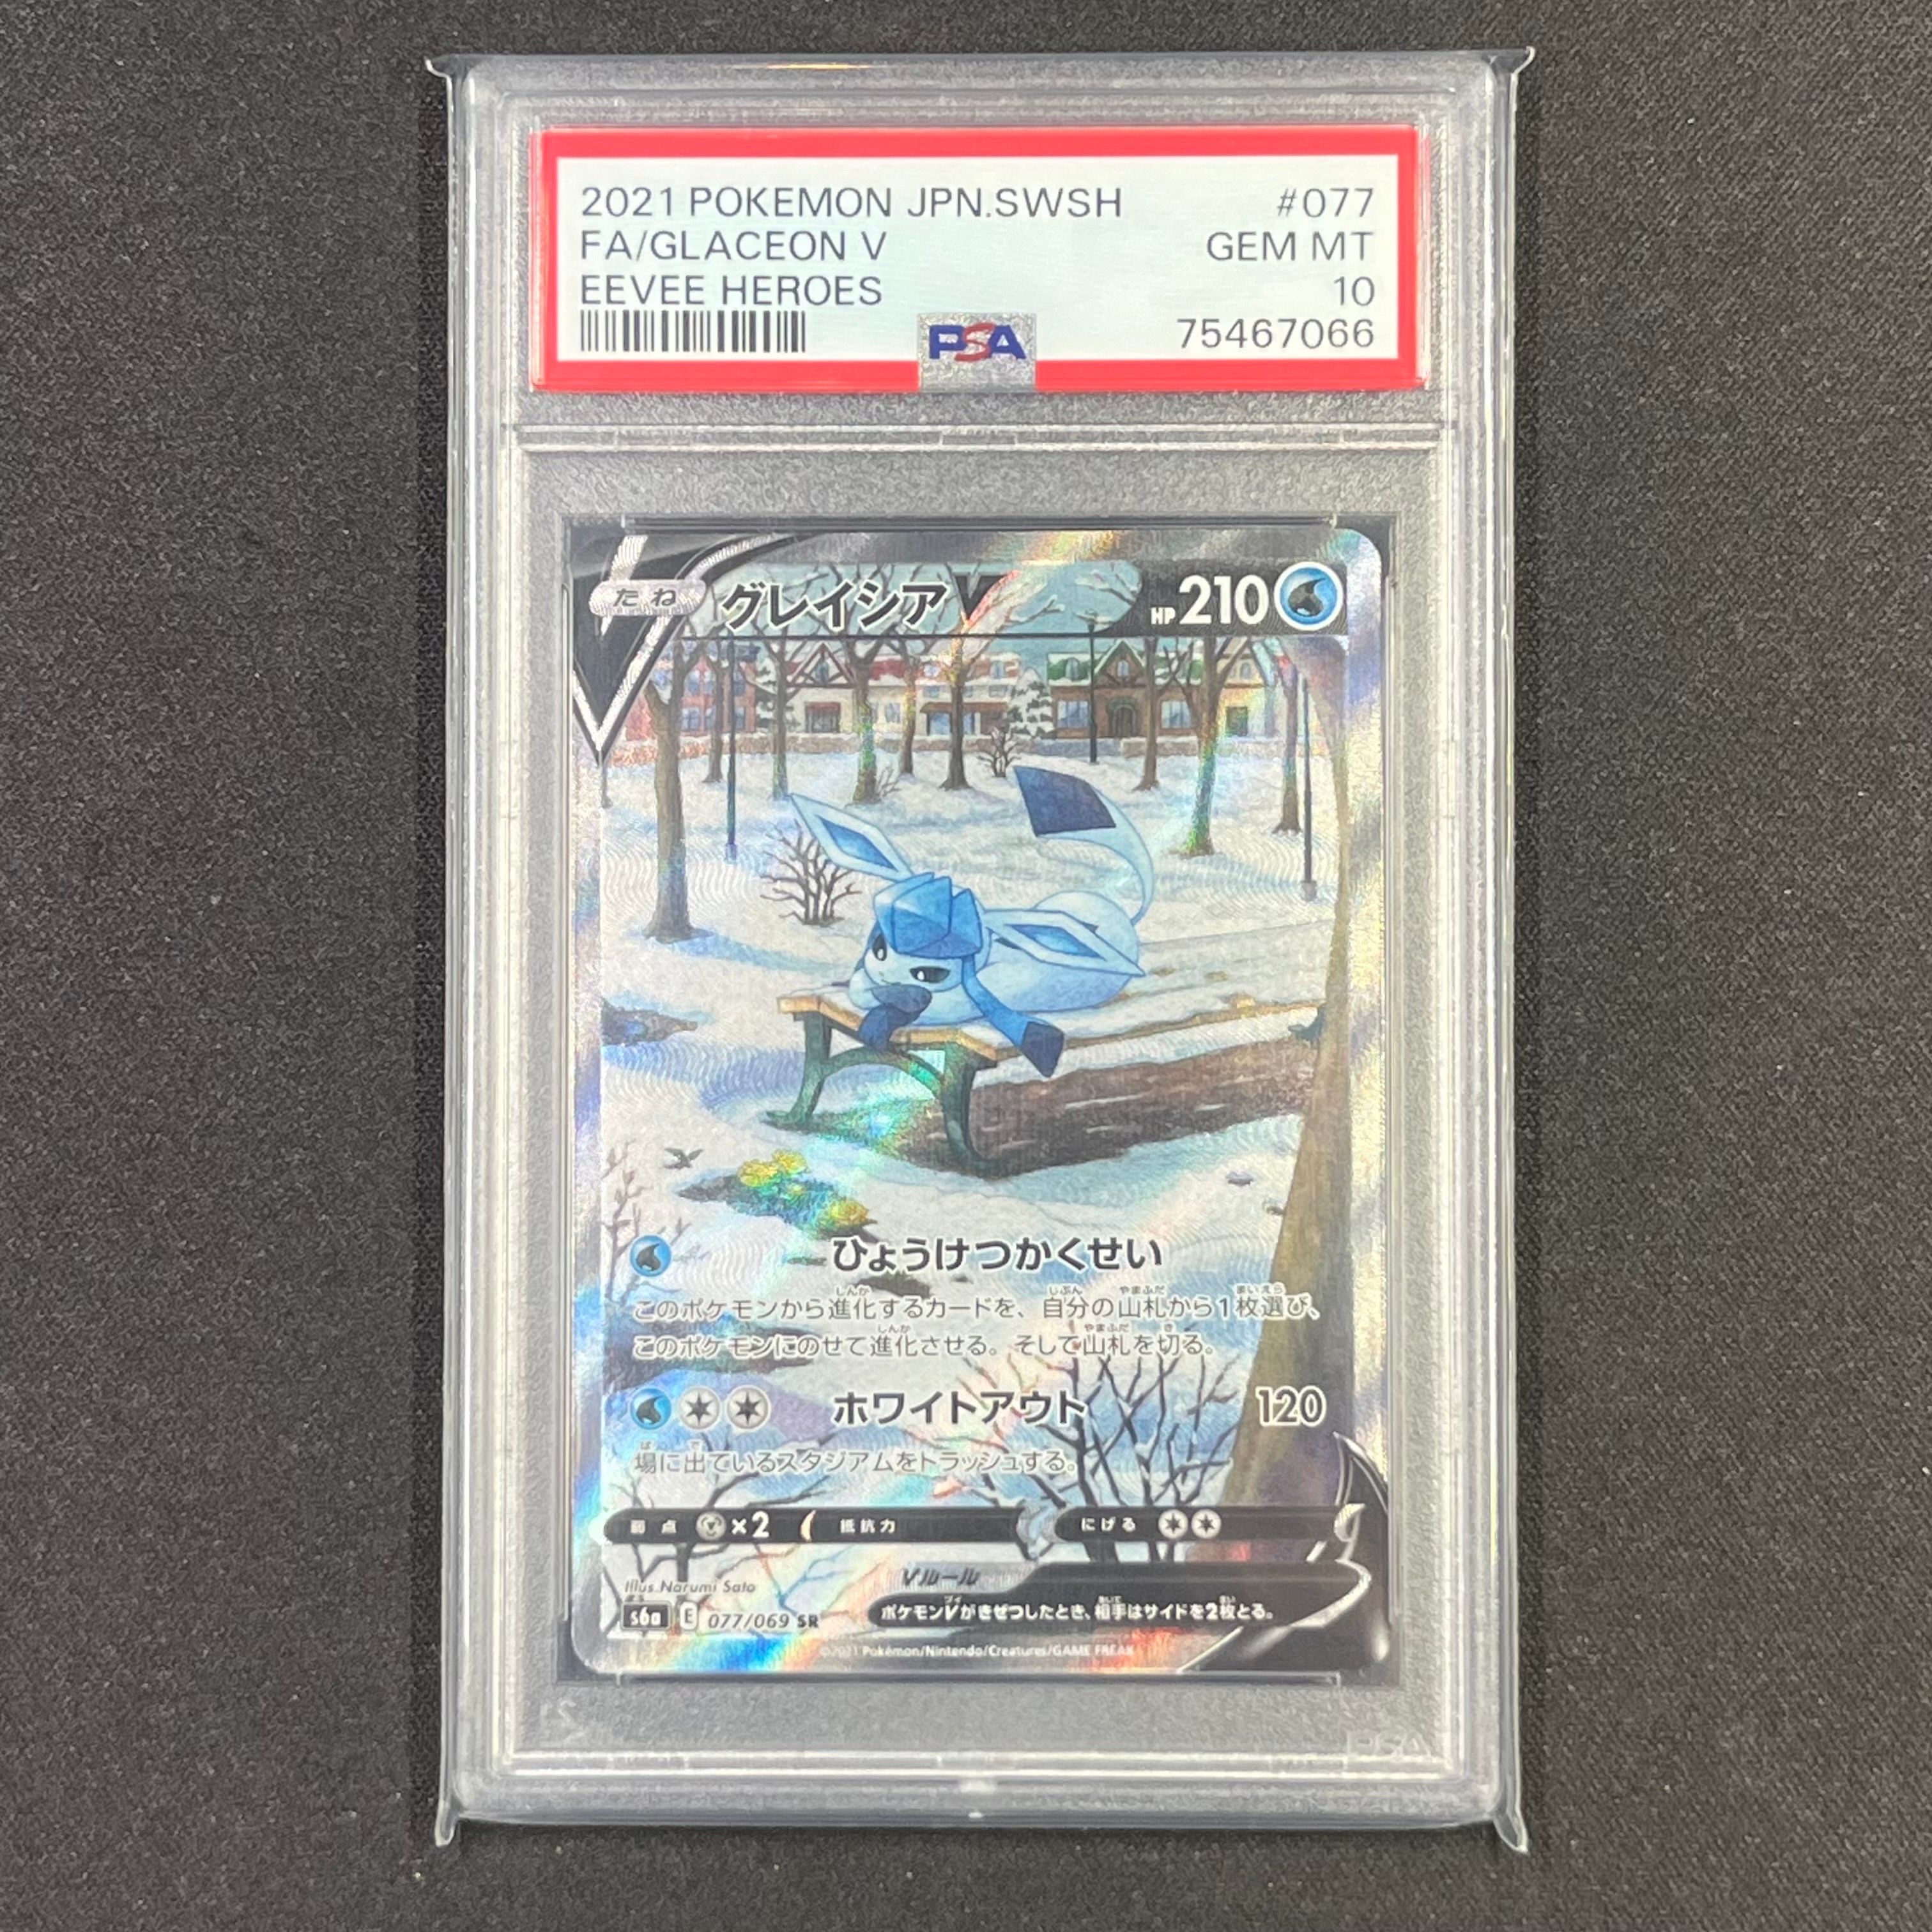 2021 POKEMON JPN.SWSH #077
FA/GLACEON V GEM MT
EEVEE HEROES 10
PSA 75467066
たね グレイシアV HP210
ひょうけつかくせい
このポケモンから進化するカードを、自分の山札から1枚選び、
このポケモンにのせて進化させる。そして山札を切る。
ホワイトアウト 120
場に出ているスタジアムをトラッシュする。
弱点 ×2 抵抗力 にげる
Illus. Narumi Sato
Vルール
s6a E 077/069 SR ポケモンVがきぜつしたとき、相手はサイドを2枚とる。
©2021 Pokémon/Nintendo/Creatures/GAME FREAK
PSA